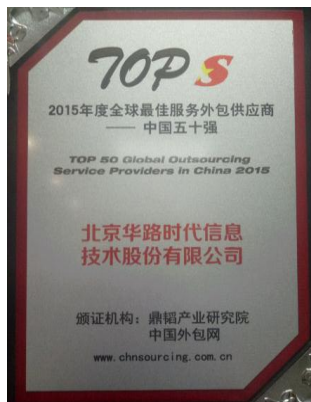 TOP S
2015年度全球最佳服务外包供应商
—— 中国五十强
TOP 50 Global Outsourcing
Service Providers in China 2015
北京华路时代信息
技术股份有限公司
颁证机构：鼎韬产业研究院
中国外包网
www.chnsourcing.com.cn